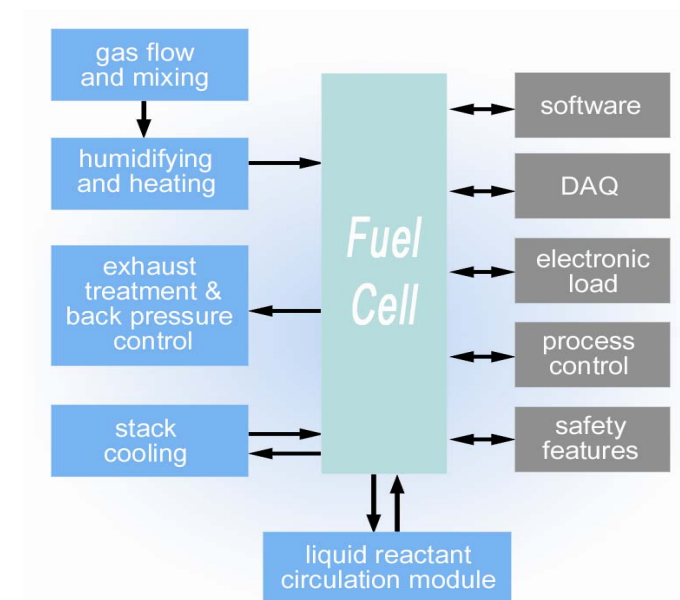 gas flow
and mixing
humidifying
and heating
exhaust
treatment &
back pressure
control
stack
cooling
Fuel
Cell
software
DAQ
electronic
load
process
control
safety
features
liquid reactant
circulation module